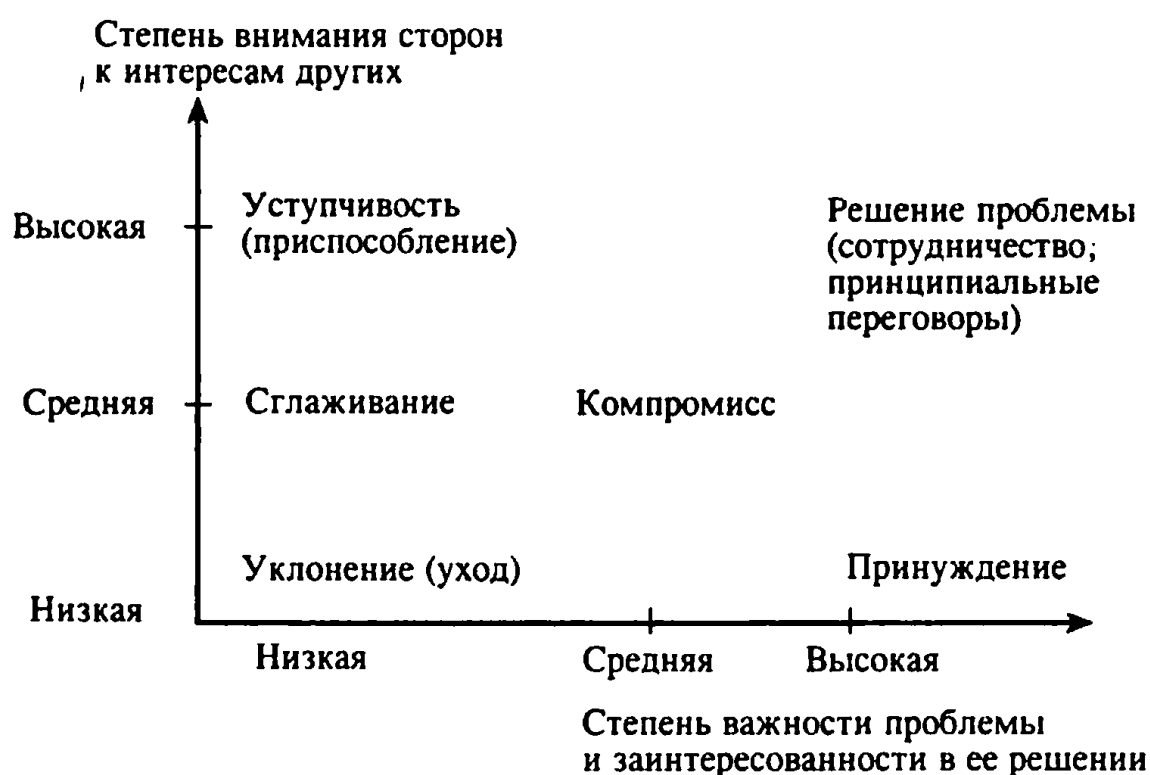 Степень внимания сторон
к интересам других
Высокая
Уступчивость
(приспособление)
Решение проблемы
(сотрудничество;
принципиальные
переговоры)
Средняя
Сглаживание
Компромисс
Уклонение (уход)
Принуждение
Низкая
Низкая
Средняя
Высокая
Степень важности проблемы
и заинтересованности в ее решении